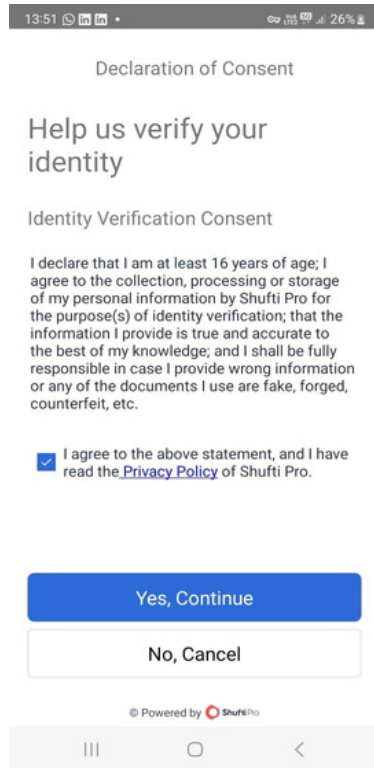 13:51 26%
Declaration of Consent
Help us verify your
identity
Identity Verification Consent
I declare that I am at least 16 years of age; I
agree to the collection, processing or storage
of my personal information by Shufti Pro for
the purpose(s) of identity verification; that the
information I provide is true and accurate to
the best of my knowledge; and I shall be fully
responsible in case I provide wrong information
or any of the documents I use are fake, forged,
counterfeit, etc.
I agree to the above statement, and I have
read the Privacy Policy of Shufti Pro.
Yes, Continue
No, Cancel
© Powered by ShuftiPro